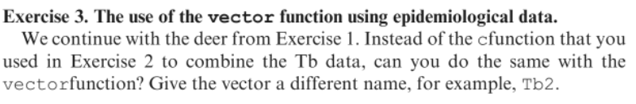 Exercise 3. The use of the vector function using epidemiological data.
We continue with the deer from Exercise 1. Instead of the cfunction that you
used in Exercise 2 to combine the Tb data, can you do the same with the
vectorfunction? Give the vector a different name, for example, Tb2.